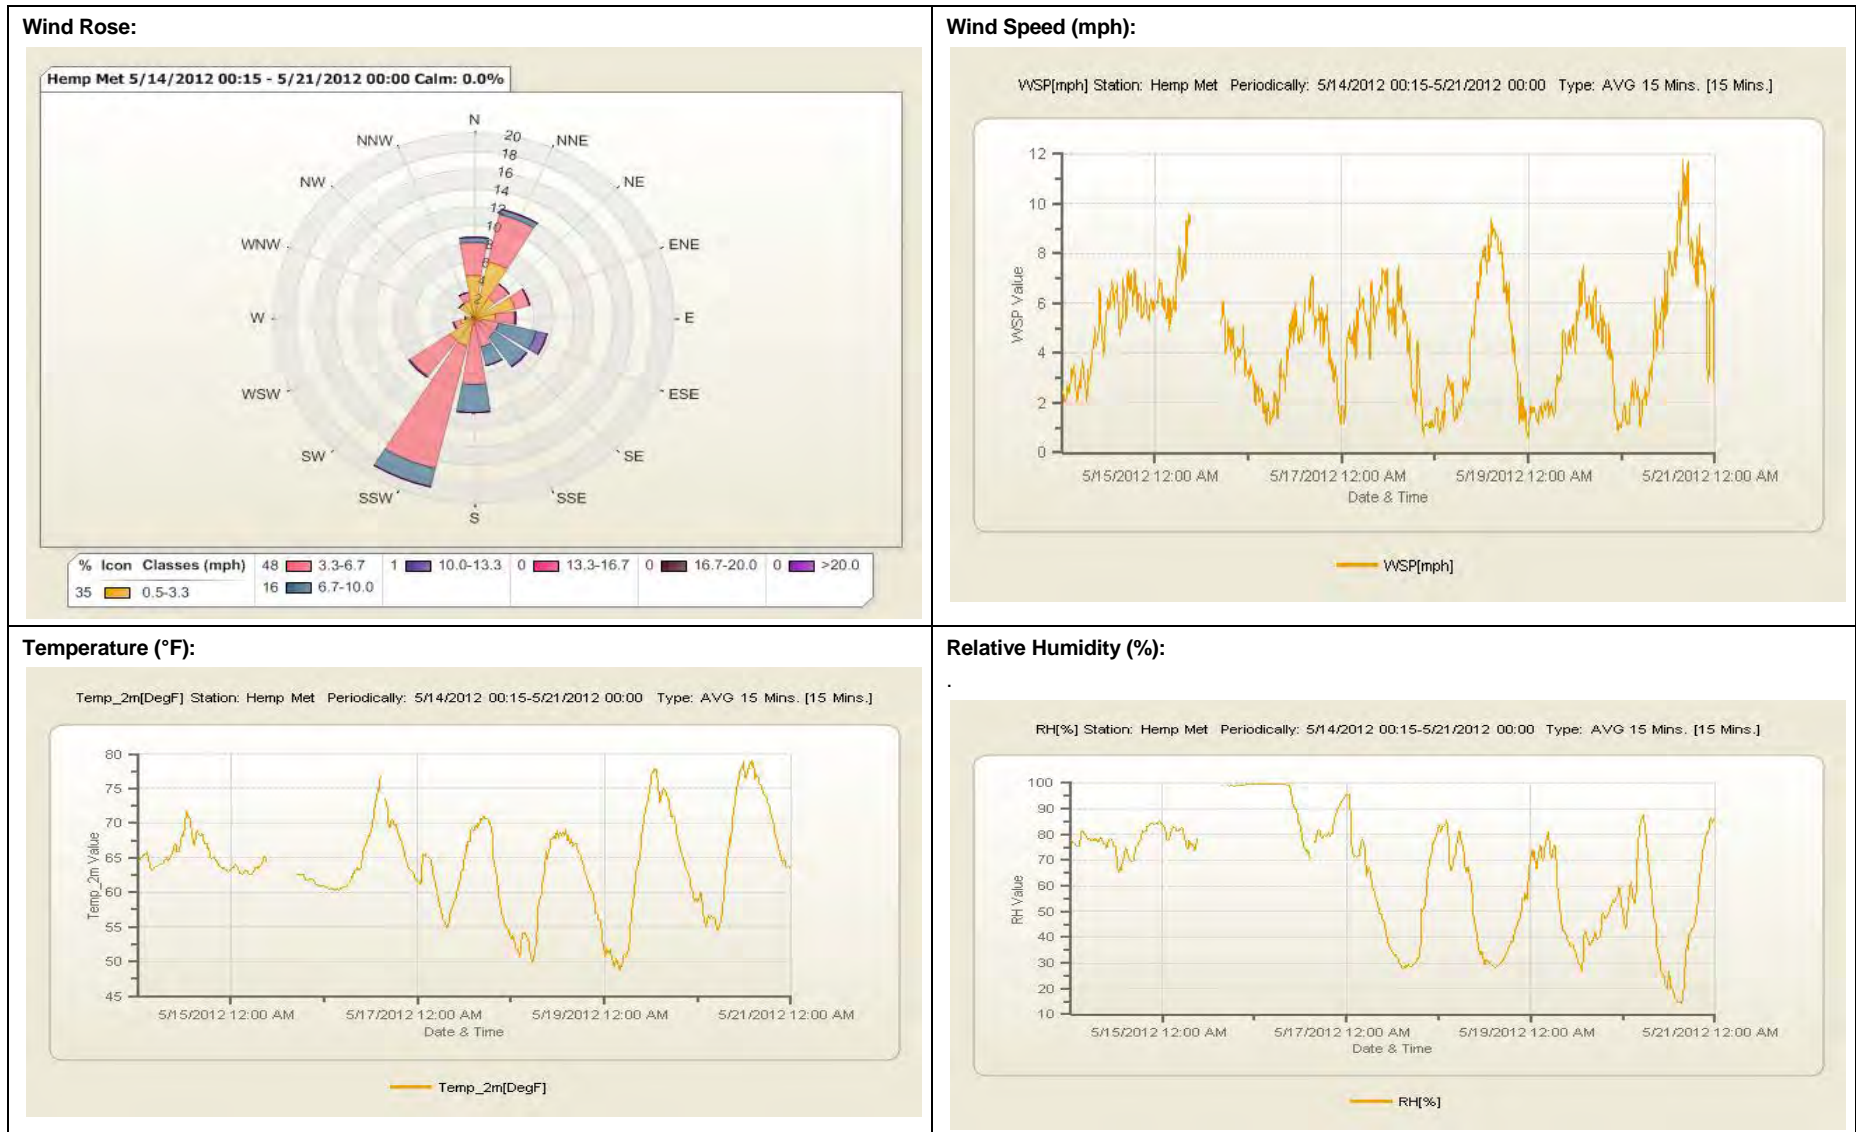 Wind Rose:
Hemp Met 5/14/2012 00:15 - 5/21/2012 00:00 Calm: 0.0%
N
NNE
NE
ENE
E
ESE
SE
SSE
S
SSW
SW
WSW
W
WNW
NW
NNW
20
18
16
14
12
10
8
6
4
2
% Icon Classes (mph)
35 0.5-3.3
48 3.3-6.7
16 6.7-10.0
1 10.0-13.3
0 13.3-16.7
0 16.7-20.0
0 >20.0
Wind Speed (mph):
WSP[mph] Station: Hemp Met Periodically: 5/14/2012 00:15-5/21/2012 00:00 Type: AVG 15 Mins. [15 Mins.]
12
10
8
6
4
2
0
WSP Value
5/15/2012 12:00 AM 5/17/2012 12:00 AM 5/19/2012 12:00 AM 5/21/2012 12:00 AM
Date & Time
WSP[mph]
Temperature (°F):
Temp_2m[DegF] Station: Hemp Met Periodically: 5/14/2012 00:15-5/21/2012 00:00 Type: AVG 15 Mins. [15 Mins.]
80
75
70
65
60
55
50
45
Temp_2m Value
5/15/2012 12:00 AM 5/17/2012 12:00 AM 5/19/2012 12:00 AM 5/21/2012 12:00 AM
Date & Time
Temp_2m[DegF]
Relative Humidity (%):
.
RH[%] Station: Hemp Met Periodically: 5/14/2012 00:15-5/21/2012 00:00 Type: AVG 15 Mins. [15 Mins.]
100
90
80
70
60
50
40
30
20
10
RH Value
5/15/2012 12:00 AM 5/17/2012 12:00 AM 5/19/2012 12:00 AM 5/21/2012 12:00 AM
Date & Time
RH[%]